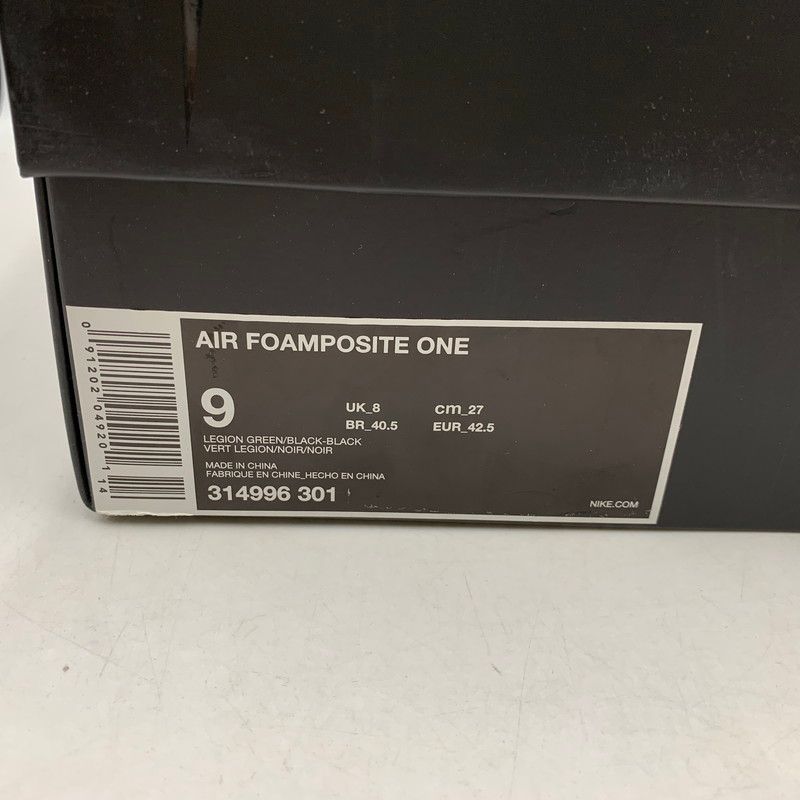 AIR FOAMPOSITE ONE
9
UK_8 cm_27
BR_40.5 EUR_42.5
LEGION GREEN/BLACK-BLACK
VERT LEGION/NOIR/NOIR
MADE IN CHINA
FABRIQUE EN CHINE_HECHO EN CHINA
314996 301
NIKE.COM
0 91202 04920 1 14